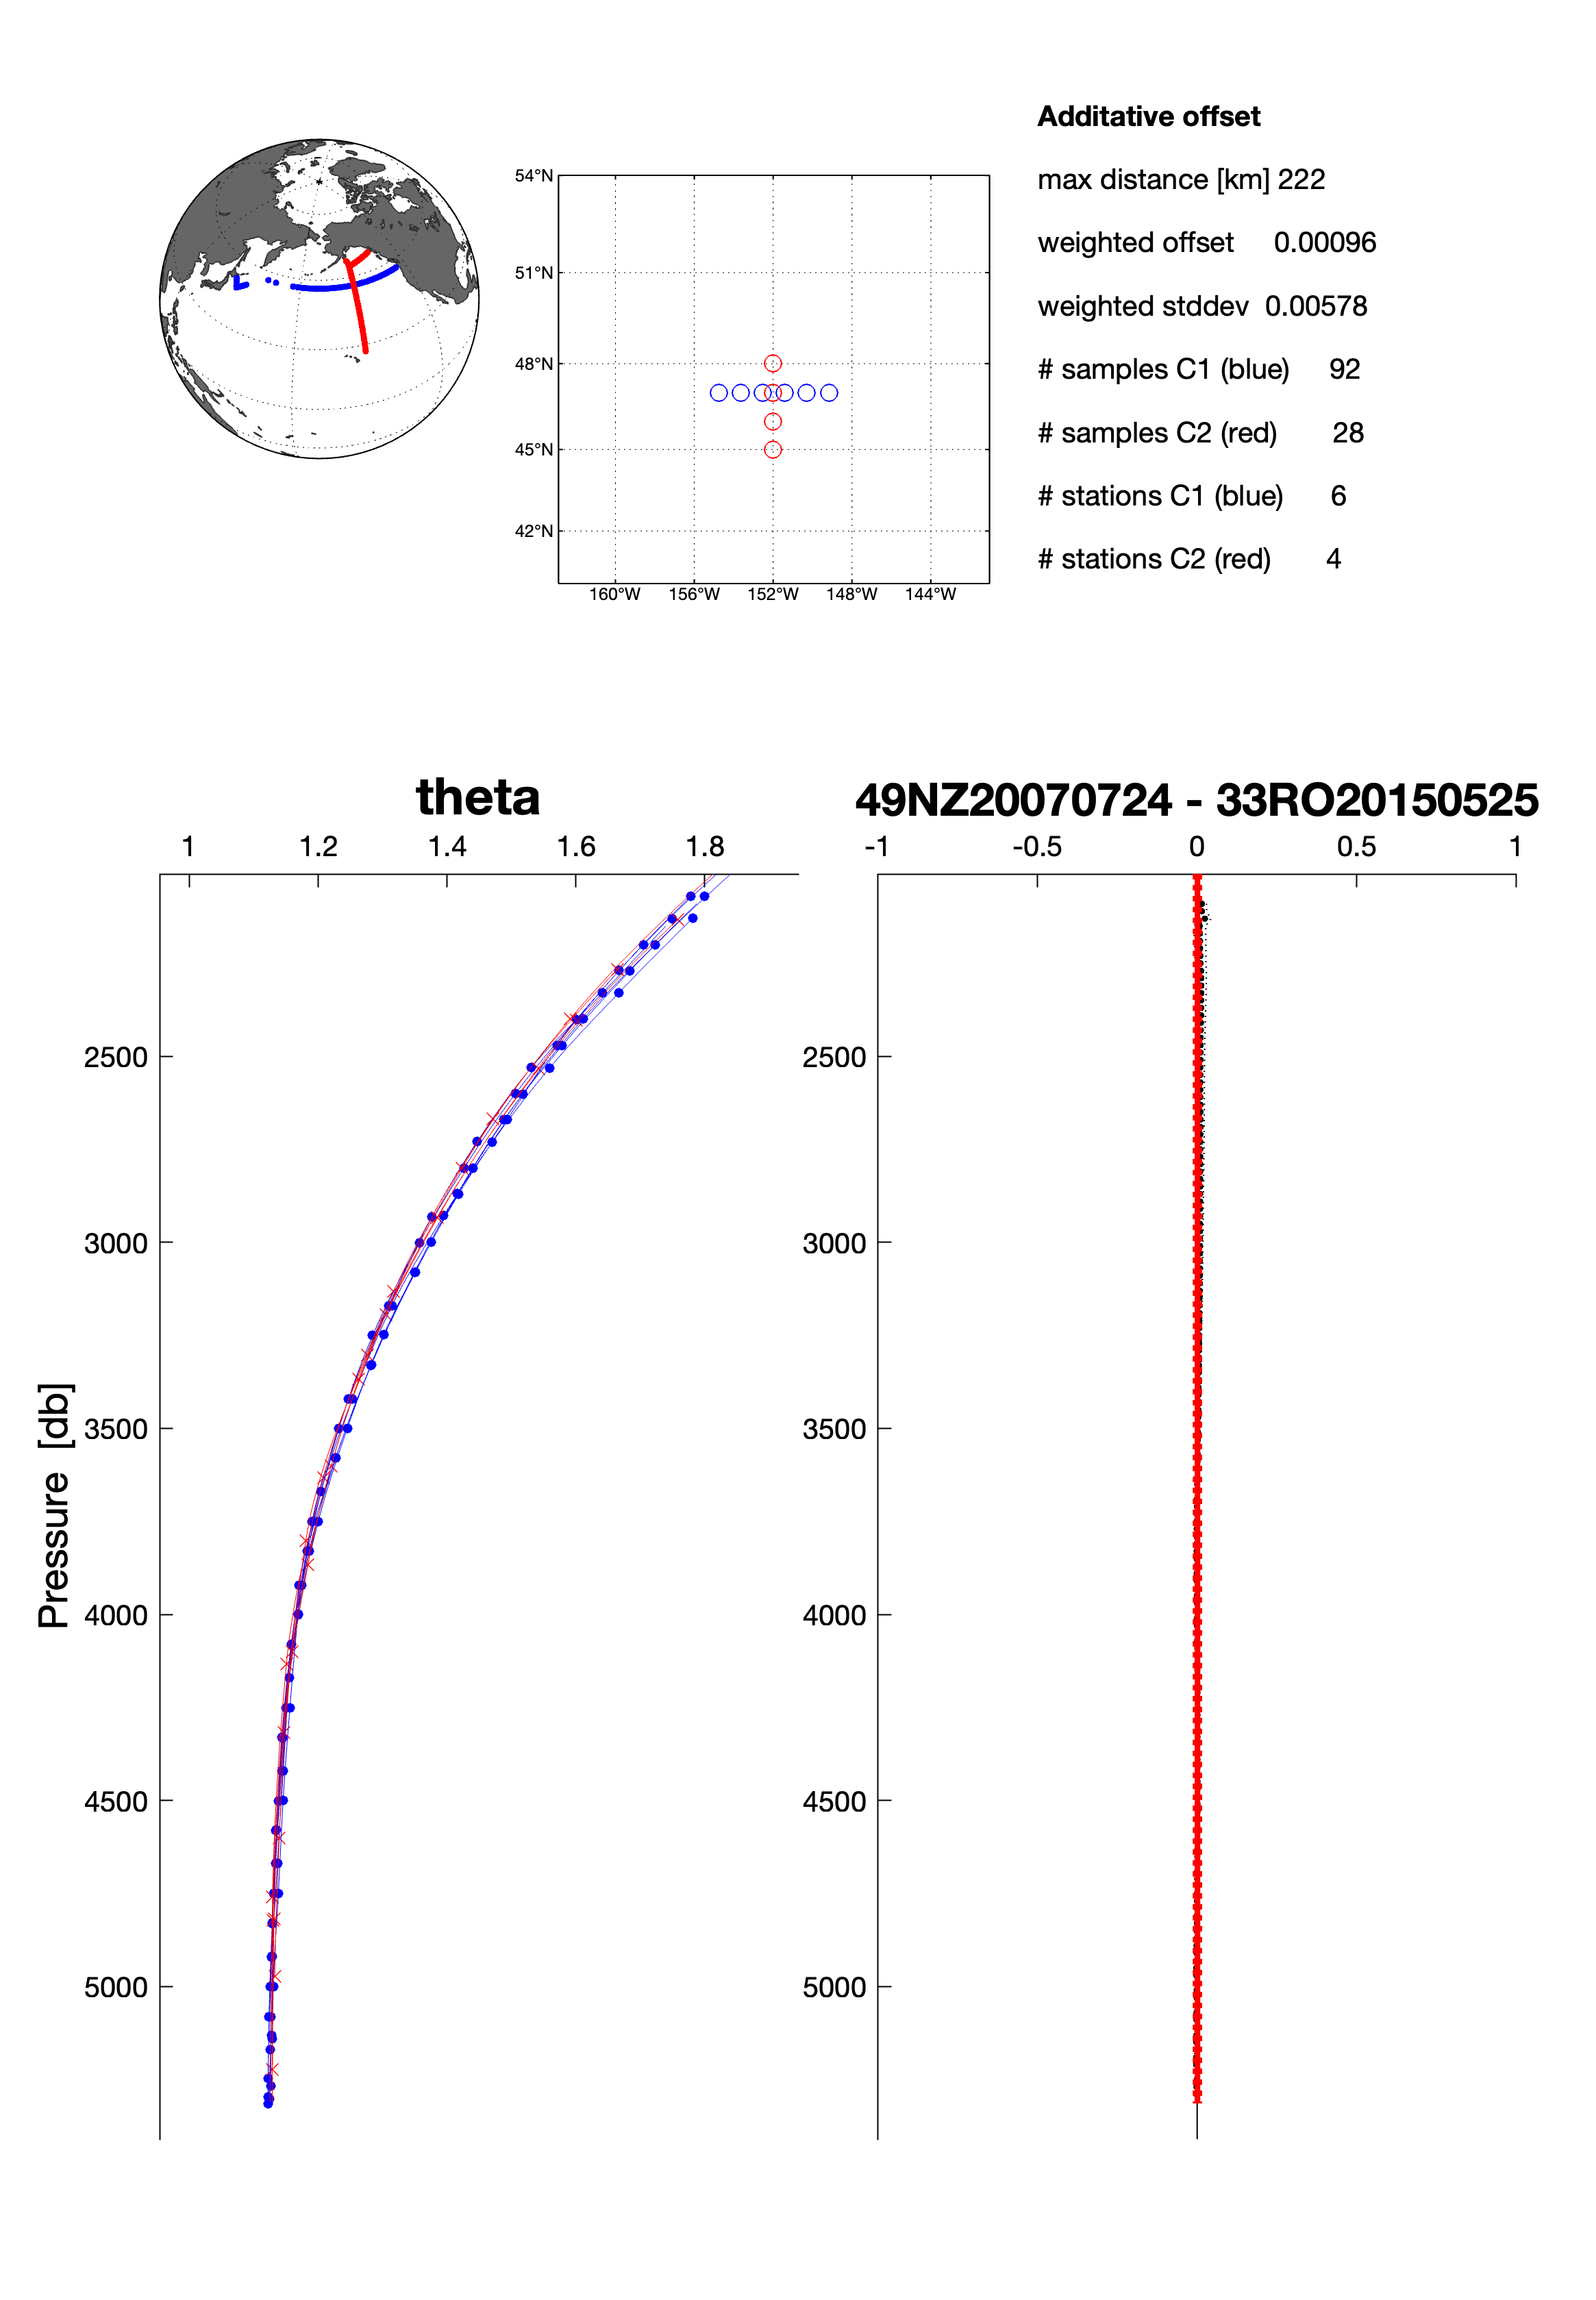 Additative offset
max distance [km] 222
weighted offset 0.00096
weighted stddev 0.00578
# samples C1 (blue) 92
# samples C2 (red) 28
# stations C1 (blue) 6
# stations C2 (red) 4
54°N
51°N
48°N
45°N
42°N
160°W 156°W 152°W 148°W 144°W
theta
1 1.2 1.4 1.6 1.8
2500
3000
3500
4000
4500
5000
Pressure [db]
49NZ20070724 - 33RO20150525
-1 -0.5 0 0.5 1
2500
3000
3500
4000
4500
5000